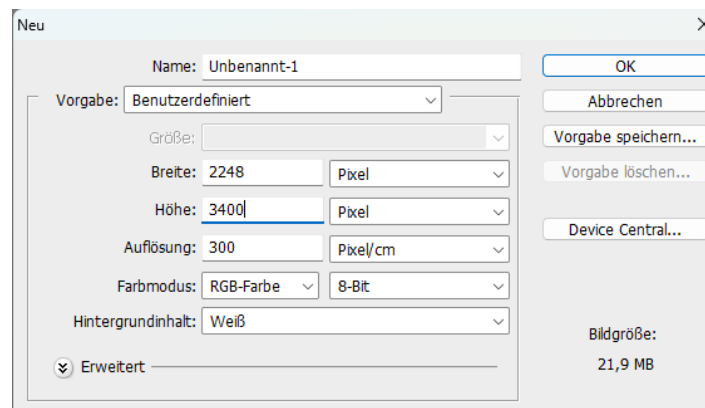 Neu
Name: Unbenannt-1
OK
Vorgabe: Benutzerdefiniert
Abbrechen
Größe:
Vorgabe speichern...
Breite: 2248 Pixel
Vorgabe löschen...
Höhe: 3400 Pixel
Device Central...
Auflösung: 300 Pixel/cm
Farbmodus: RGB-Farbe 8-Bit
Hintergrundinhalt: Weiß
Bildgröße:
21,9 MB
Erweitert